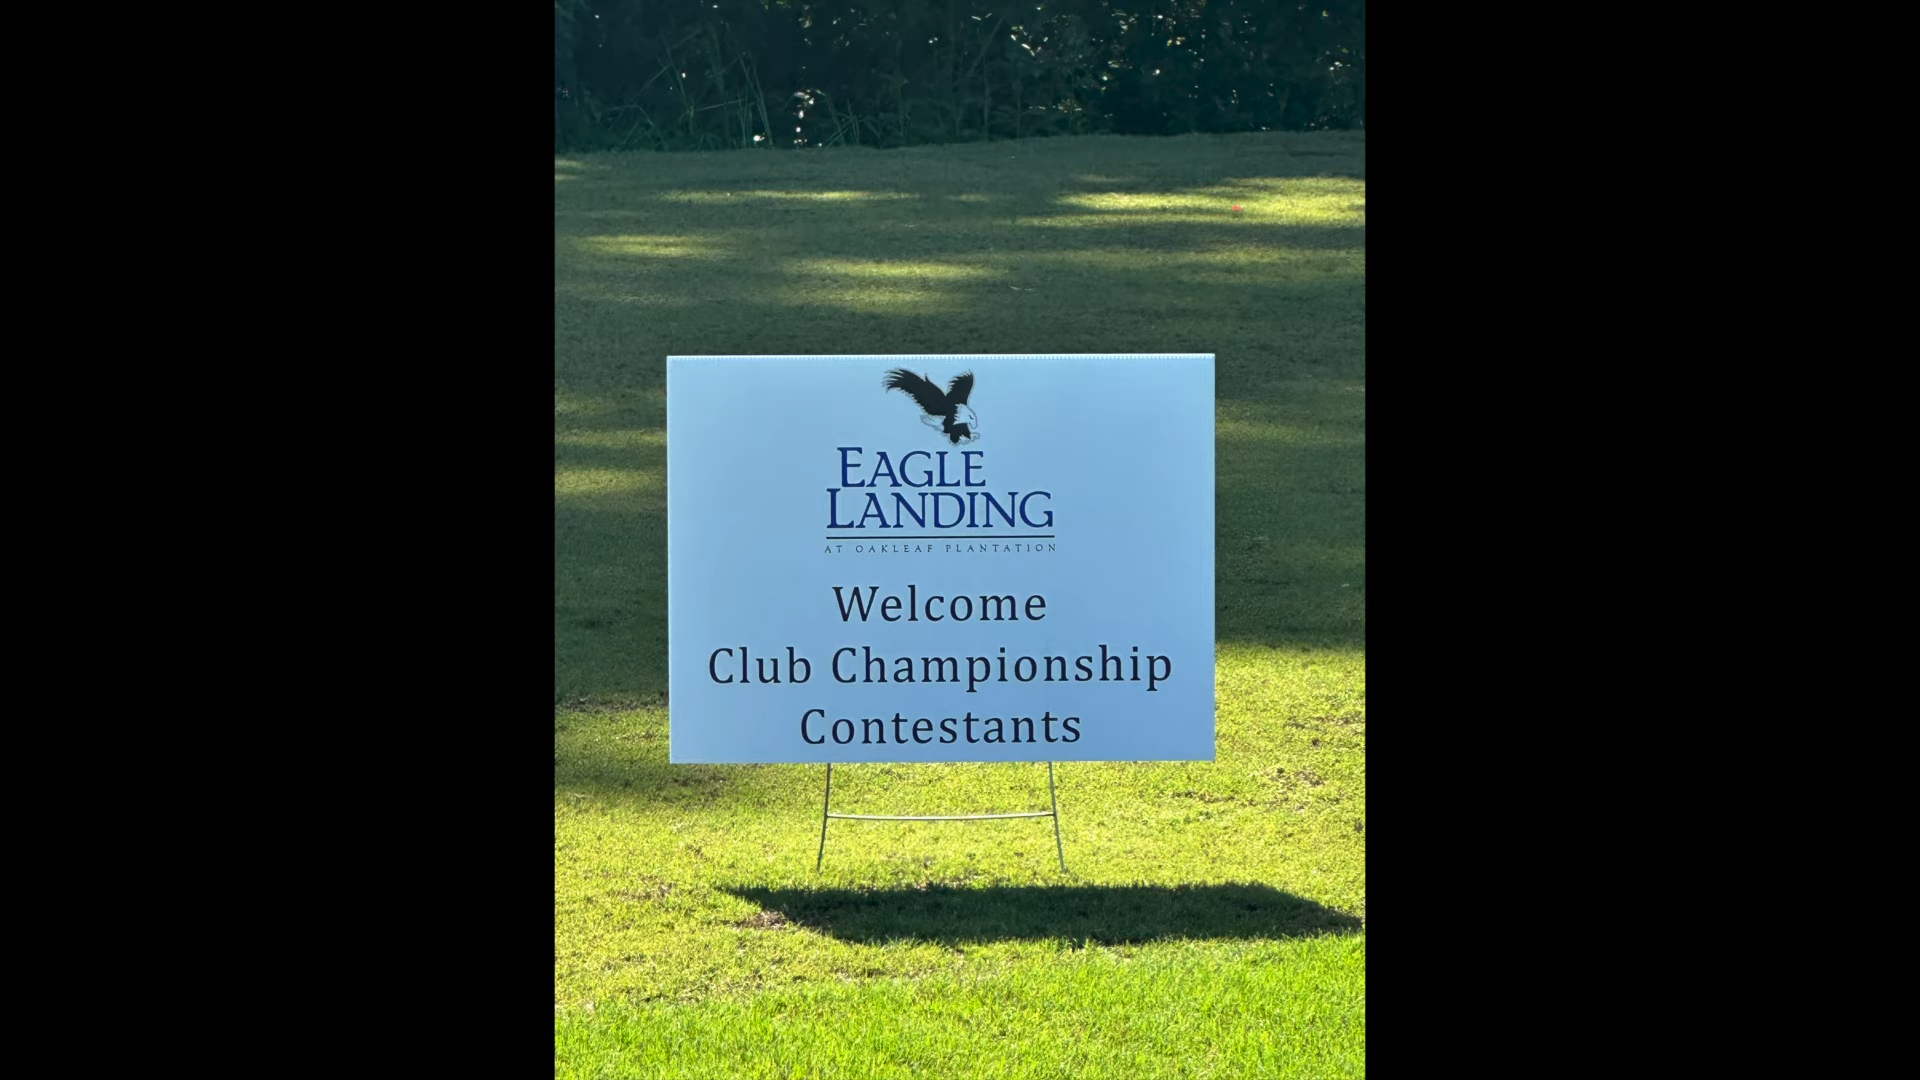 EAGLE
LANDING
AT OAKLEAF PLANTATION
Welcome
Club Championship
Contestants